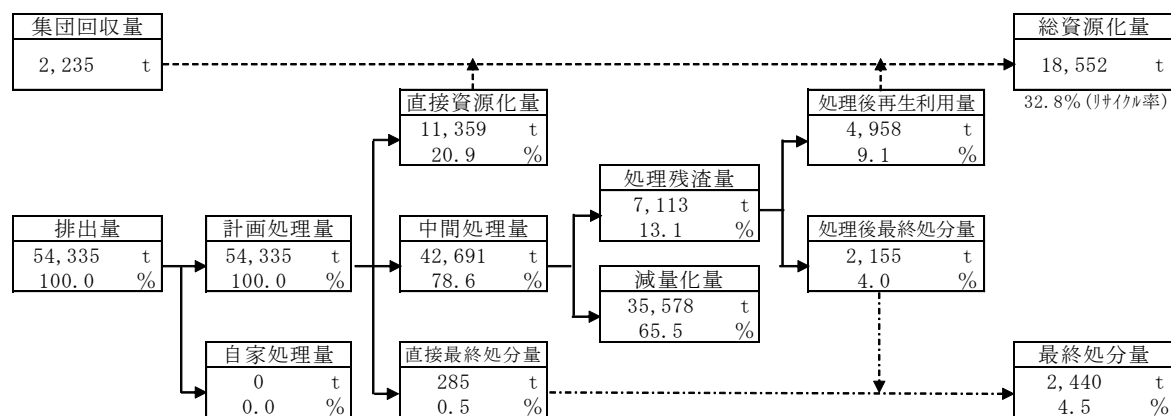 集団回収量
2,235 t
総資源化量
18,552 t
32.8%(ﾘｻｲｸﾙ率)
直接資源化量
11,359 t
20.9 %
処理後再生利用量
4,958 t
9.1 %
処理残渣量
7,113 t
13.1 %
排出量
54,335 t
100.0 %
計画処理量
54,335 t
100.0 %
中間処理量
42,691 t
78.6 %
処理後最終処分量
2,155 t
4.0 %
減量化量
35,578 t
65.5 %
自家処理量
0 t
0.0 %
直接最終処分量
285 t
0.5 %
最終処分量
2,440 t
4.5 %